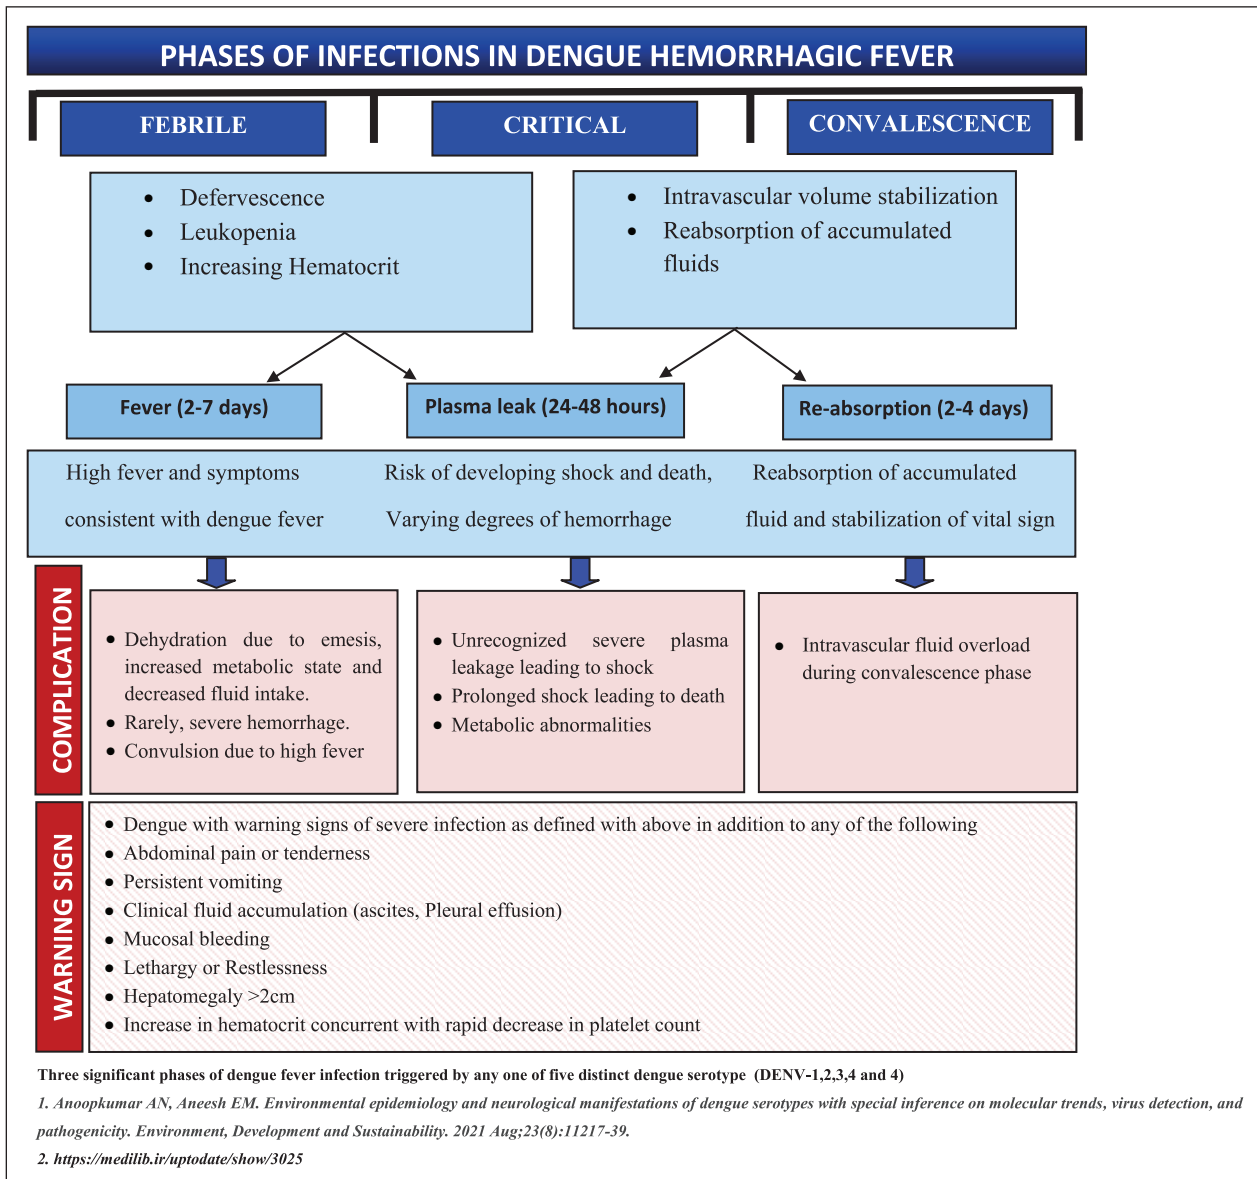 PHASES OF INFECTIONS IN DENGUE HEMORRHAGIC FEVER
FEBRILE
CRITICAL
CONVALESCENCE
• Defervescence
• Leukopenia
• Increasing Hematocrit
• Intravascular volume stabilization
• Reabsorption of accumulated
fluids
Fever (2-7 days)
Plasma leak (24-48 hours)
Re-absorption (2-4 days)
High fever and symptoms
consistent with dengue fever
Risk of developing shock and death,
Varying degrees of hemorrhage
Reabsorption of accumulated
fluid and stabilization of vital sign
COMPLICATION
• Dehydration due to emesis,
increased metabolic state and
decreased fluid intake.
• Rarely, severe hemorrhage.
• Convulsion due to high fever
• Unrecognized severe plasma
leakage leading to shock
• Prolonged shock leading to death
• Metabolic abnormalities
• Intravascular fluid overload
during convalescence phase
WARNING SIGN
• Dengue with warning signs of severe infection as defined with above in addition to any of the following
• Abdominal pain or tenderness
• Persistent vomiting
• Clinical fluid accumulation (ascites, Pleural effusion)
• Mucosal bleeding
• Lethargy or Restlessness
• Hepatomegaly >2cm
• Increase in hematocrit concurrent with rapid decrease in platelet count
Three significant phases of dengue fever infection triggered by any one of five distinct dengue serotype (DENV-1,2,3,4 and 4)
1. Anoopkumar AN, Aneesh EM. Environmental epidemiology and neurological manifestations of dengue serotypes with special inference on molecular trends, virus detection, and
pathogenicity. Environment, Development and Sustainability. 2021 Aug;23(8):11217-39.
2. https://medilib.ir/uptodate/show/3025